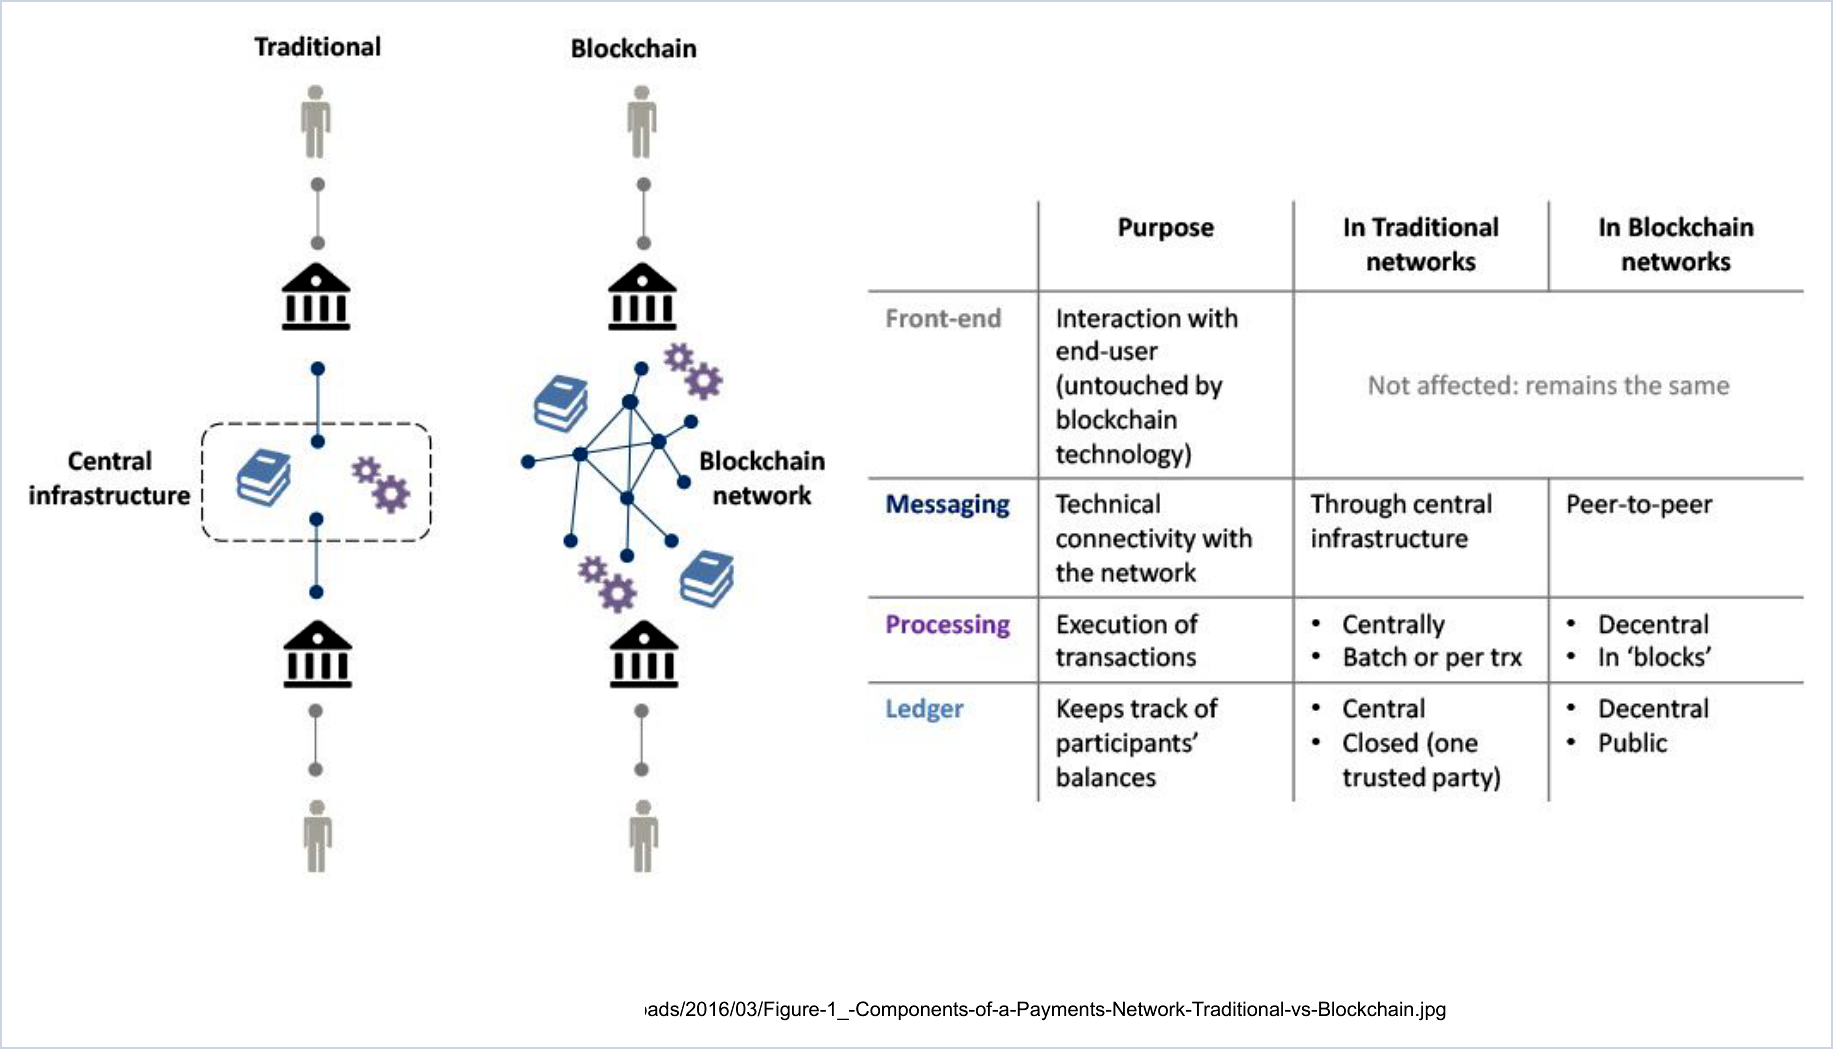 Traditional
Blockchain
Central
infrastructure
Blockchain
network
Purpose
In Traditional
networks
In Blockchain
networks
Front-end
Interaction with
end-user
(untouched by
blockchain
technology)
Not affected: remains the same
Messaging
Technical
connectivity with
the network
Through central
infrastructure
Peer-to-peer
Processing
Execution of
transactions
• Centrally
• Batch or per trx
• Decentral
• In ‘blocks’
Ledger
Keeps track of
participants’
balances
• Central
• Closed (one
trusted party)
• Decentral
• Public
ads/2016/03/Figure-1_-Components-of-a-Payments-Network-Traditional-vs-Blockchain.jpg